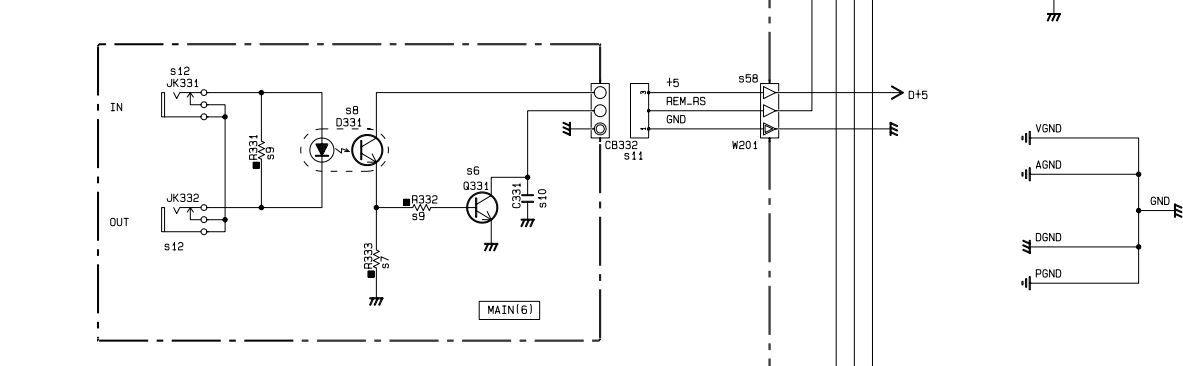 s12
JK331
IN
R331
s9
s8
D331
JK332
OUT
s12
R332
s9
R333
s7
s6
Q331
C331
s10
MAIN(6)
3
1
CB332
s11
+5
REM_RS
GND
s58
W201
D+5
VGND
AGND
GND
DGND
PGND